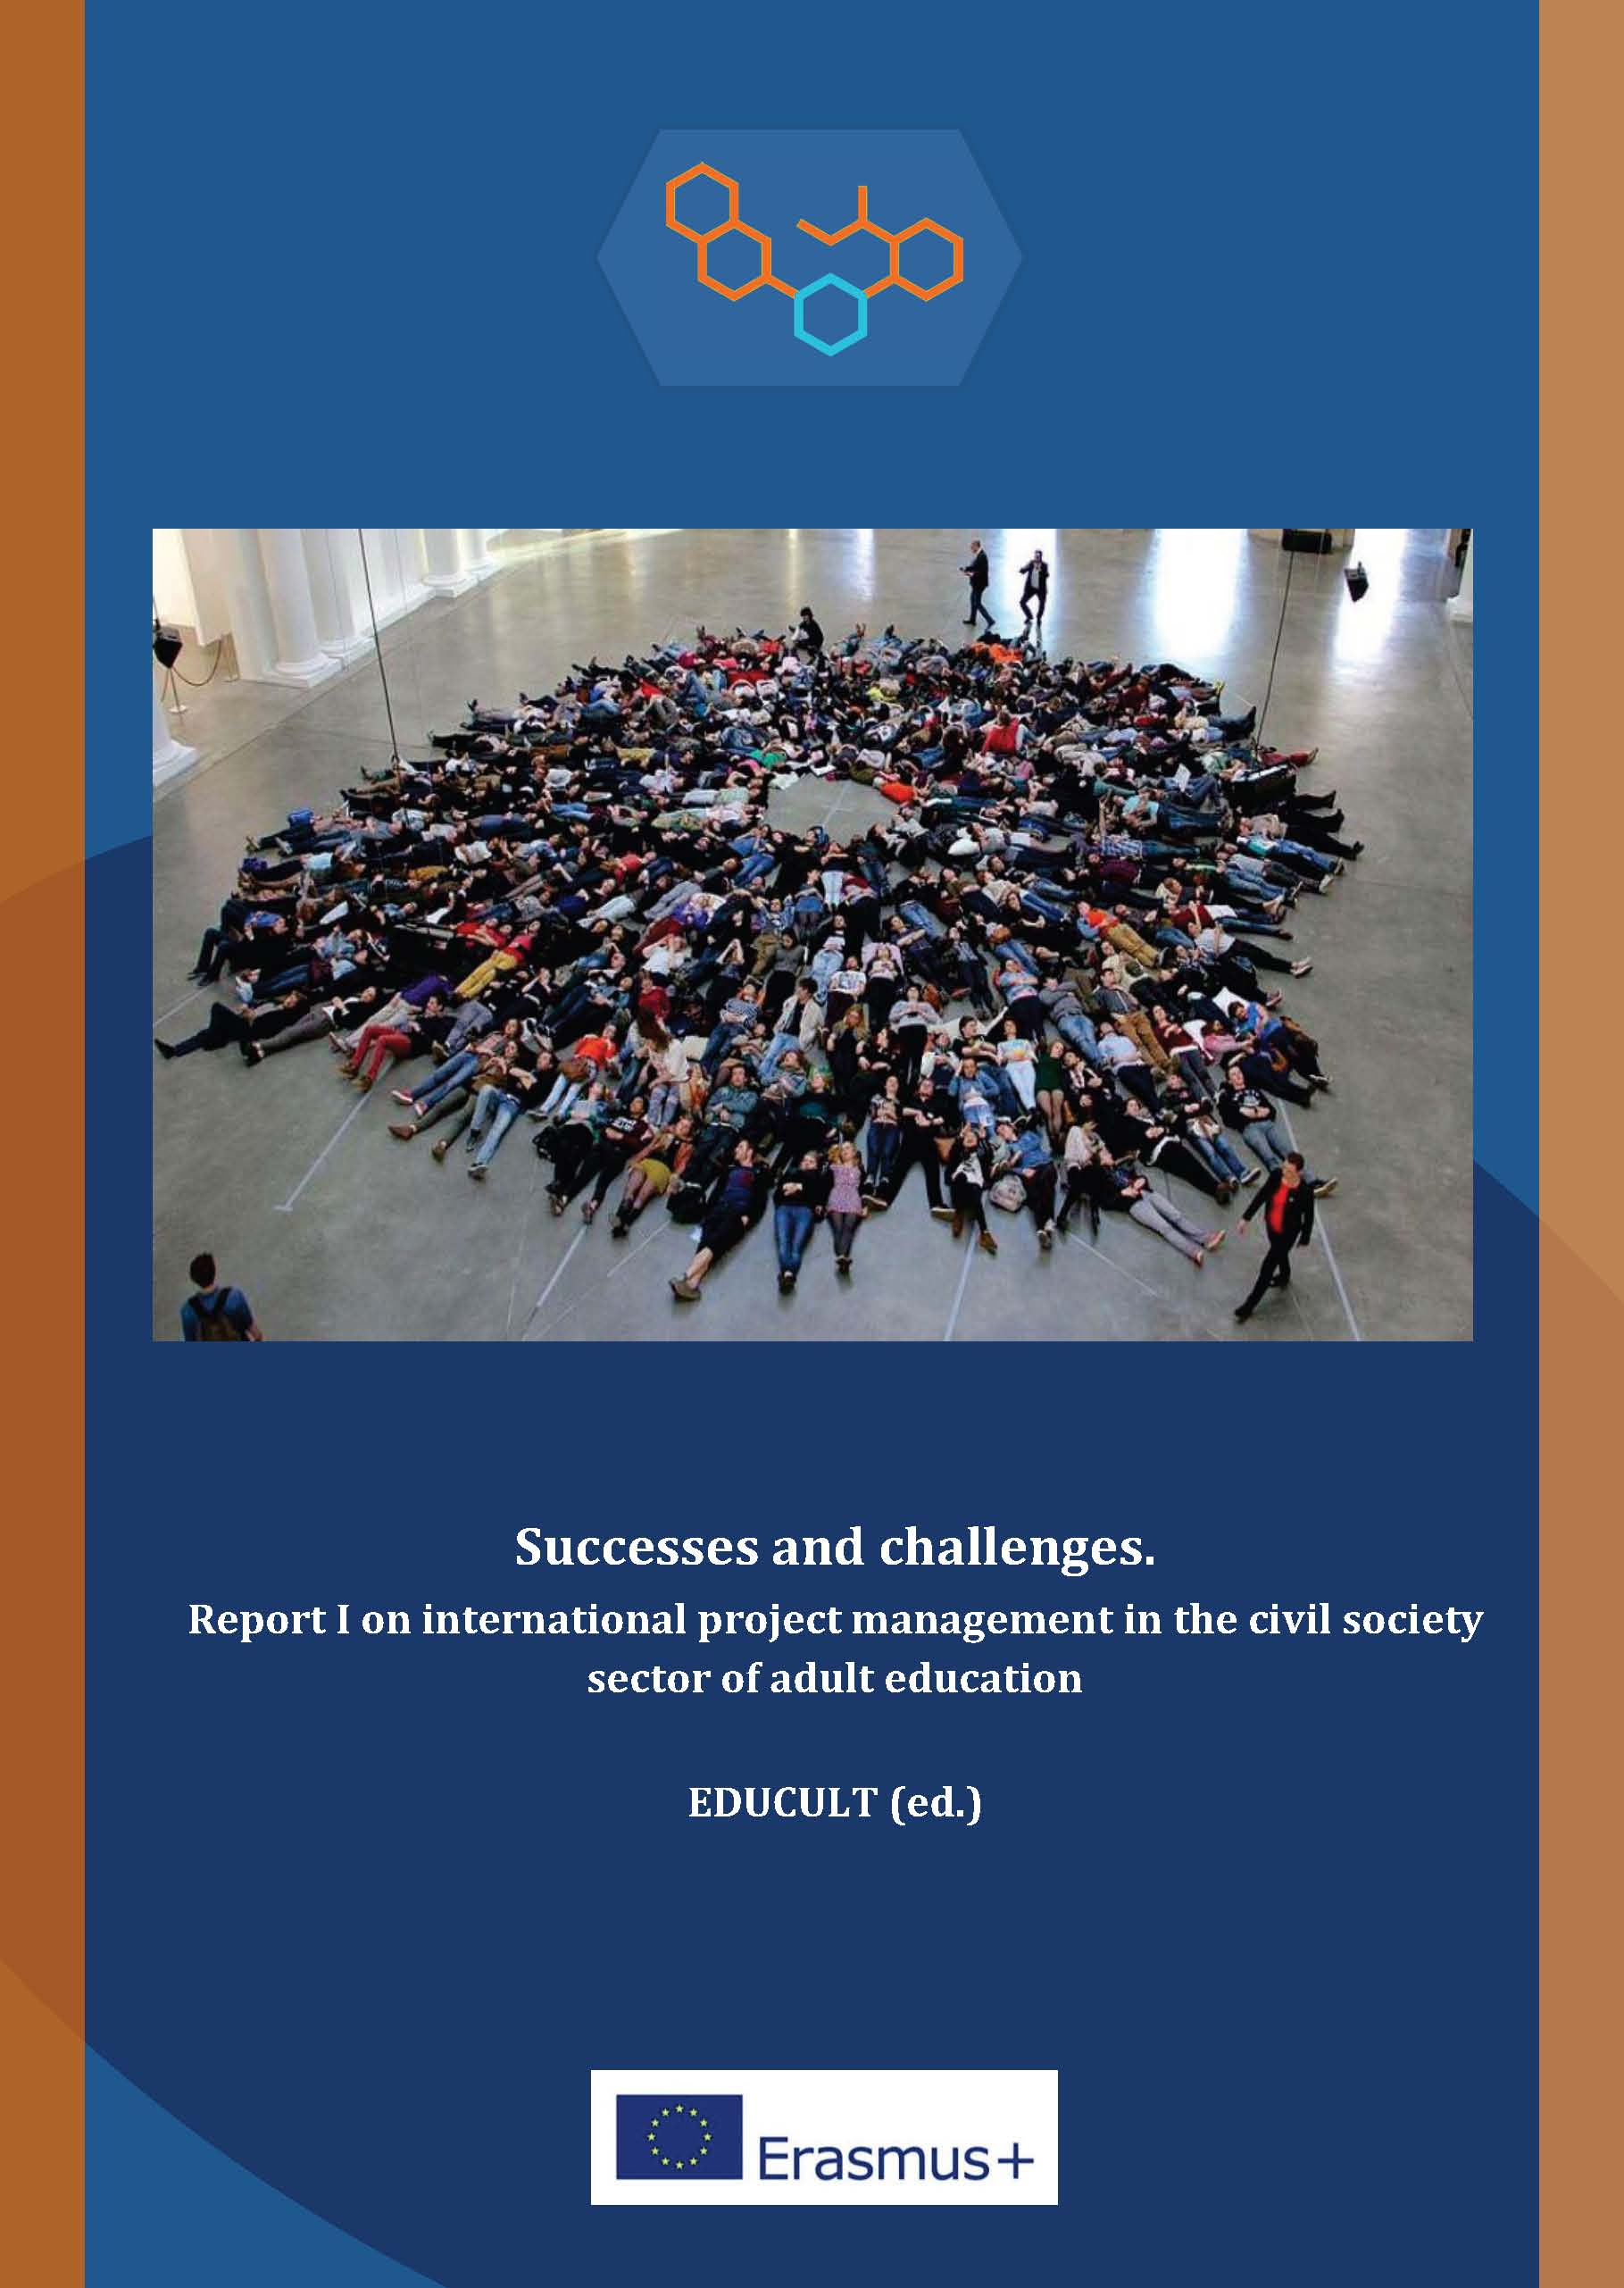 Successes and challenges.
Report I on international project management in the civil society
sector of adult education
EDUCULT (ed.)
Erasmus+